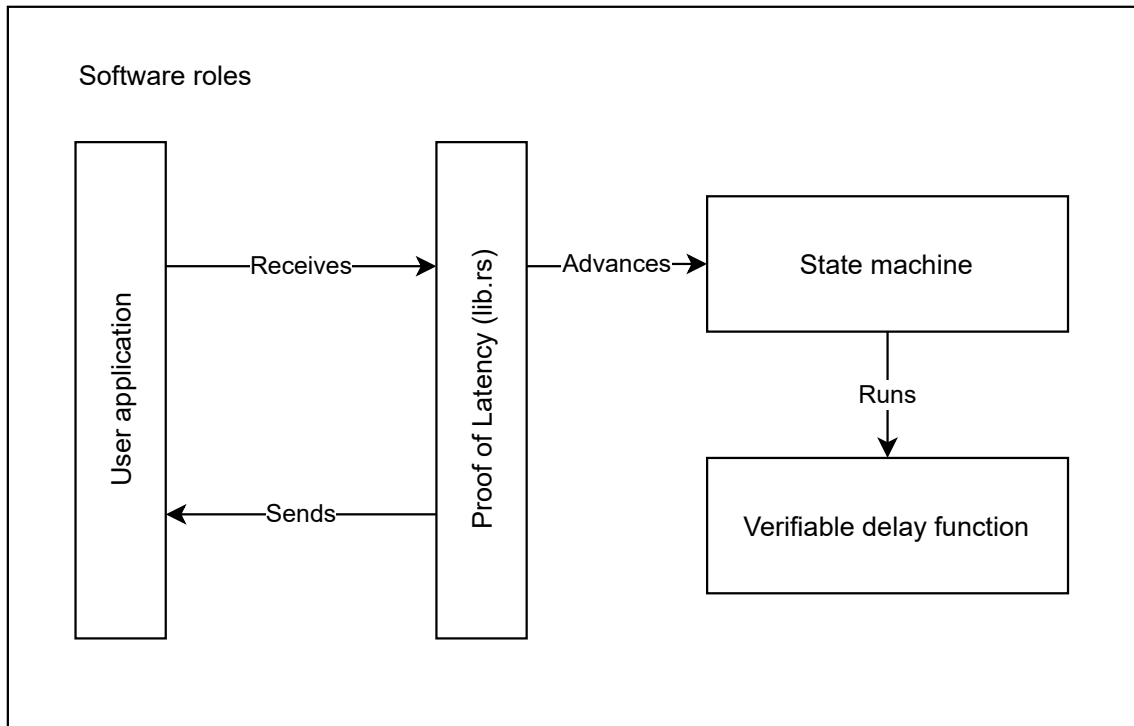 Software roles
User application
Receives
Sends
Proof of Latency (lib.rs)
Advances
State machine
Runs
Verifiable delay function